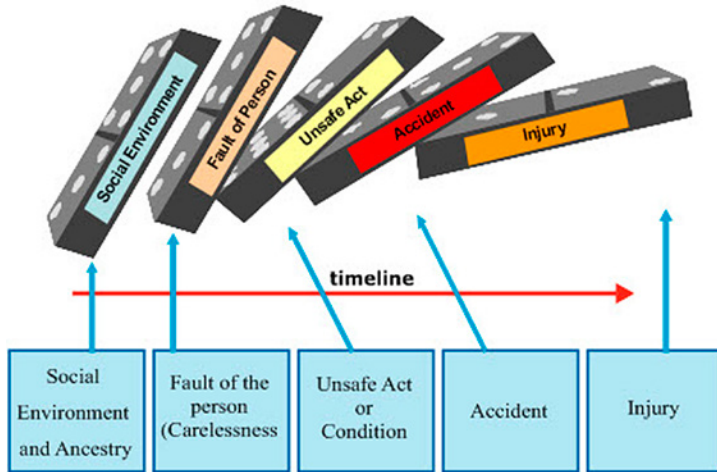 Social Environment
Fault of Person
Unsafe Act
Accident
Injury
timeline
Social
Environment
and Ancestry
Fault of the
person
(Carelessness
Unsafe Act
or
Condition
Accident
Injury